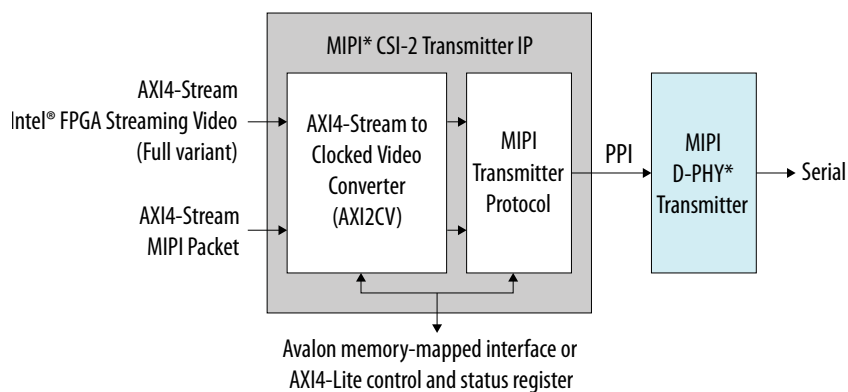 MIPI* CSI-2 Transmitter IP
AXI4-Stream
Intel® FPGA Streaming Video
(Full variant)
AXI4-Stream
MIPI Packet
AXI4-Stream to
Clocked Video
Converter
(AXI2CV)
MIPI
Transmitter
Protocol
PPI
MIPI
D-PHY*
Transmitter
Serial
Avalon memory-mapped interface or
AXI4-Lite control and status register